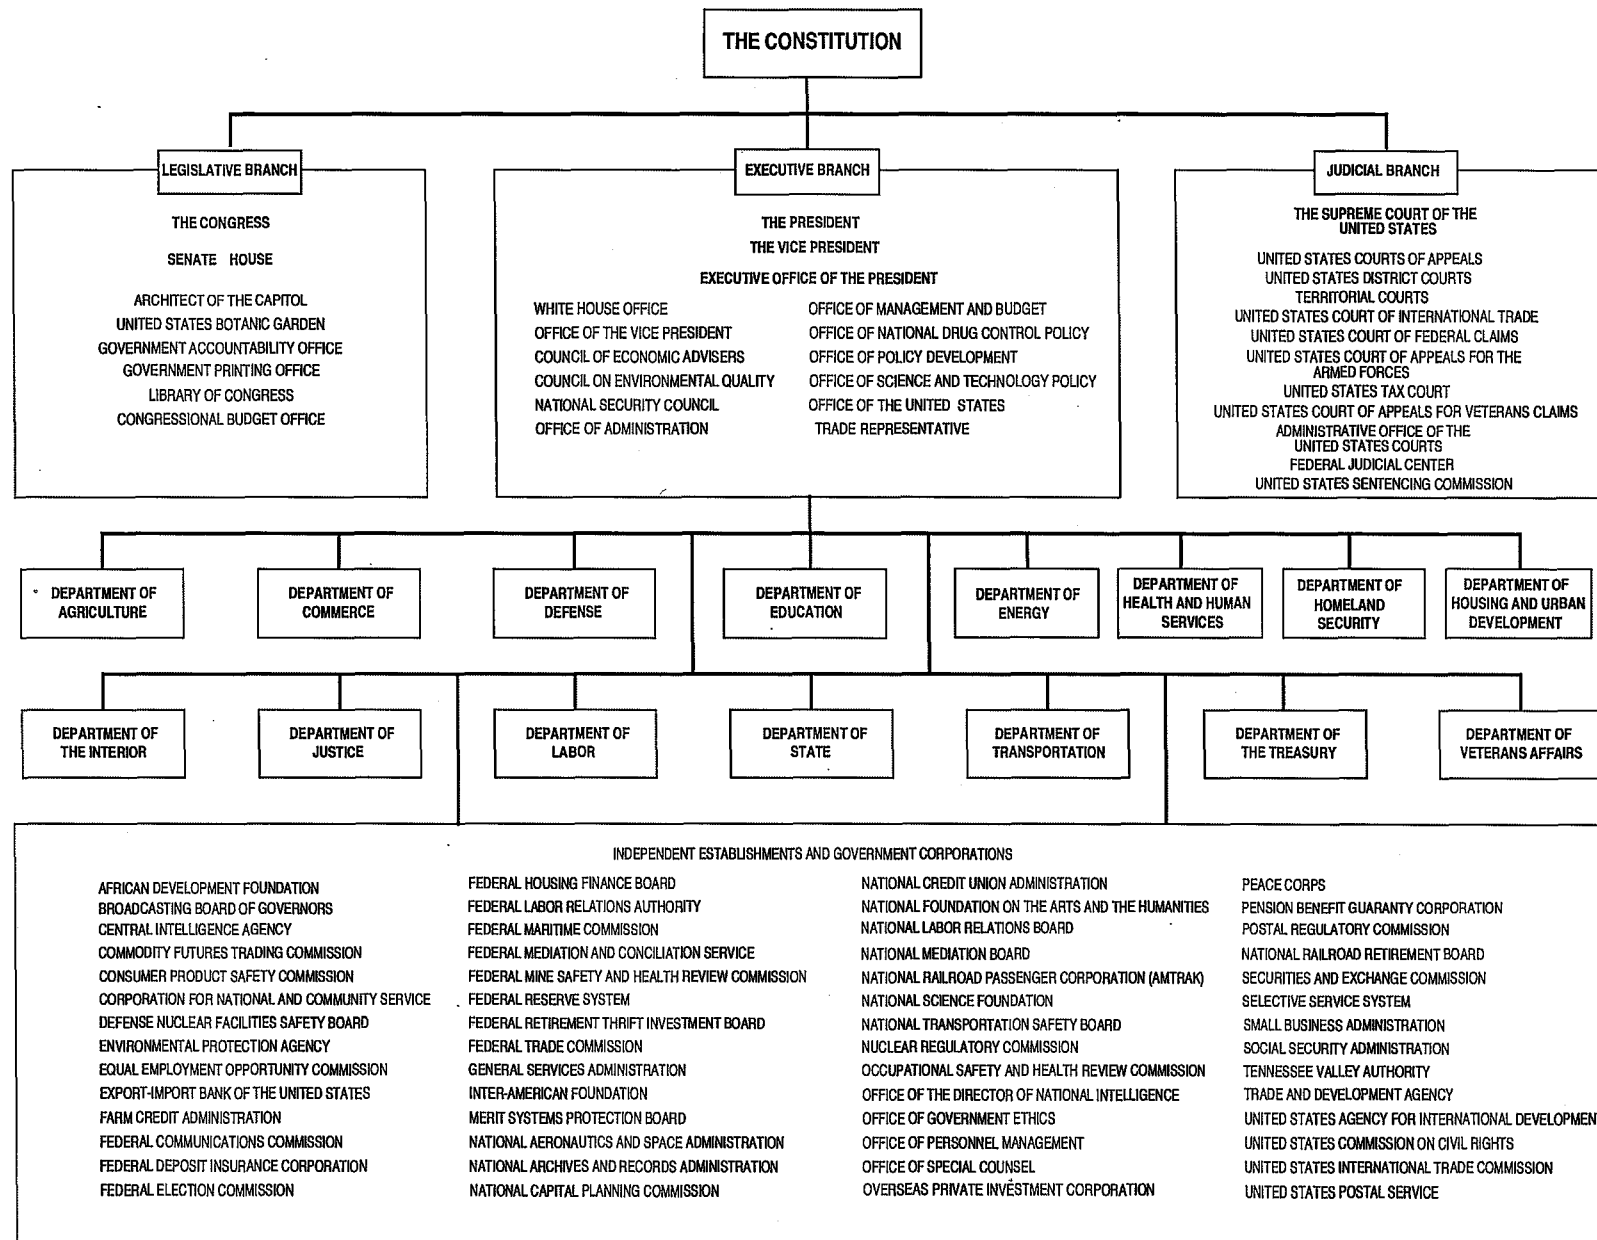 THE CONSTITUTION
LEGISLATIVE BRANCH
THE CONGRESS
SENATE HOUSE
ARCHITECT OF THE CAPITOL
UNITED STATES BOTANIC GARDEN
GOVERNMENT ACCOUNTABILITY OFFICE
GOVERNMENT PRINTING OFFICE
LIBRARY OF CONGRESS
CONGRESSIONAL BUDGET OFFICE
EXECUTIVE BRANCH
THE PRESIDENT
THE VICE PRESIDENT
EXECUTIVE OFFICE OF THE PRESIDENT
WHITE HOUSE OFFICE
OFFICE OF THE VICE PRESIDENT
COUNCIL OF ECONOMIC ADVISERS
COUNCIL ON ENVIRONMENTAL QUALITY
NATIONAL SECURITY COUNCIL
OFFICE OF ADMINISTRATION
OFFICE OF MANAGEMENT AND BUDGET
OFFICE OF NATIONAL DRUG CONTROL POLICY
OFFICE OF POLICY DEVELOPMENT
OFFICE OF SCIENCE AND TECHNOLOGY POLICY
OFFICE OF THE UNITED STATES
TRADE REPRESENTATIVE
JUDICIAL BRANCH
THE SUPREME COURT OF THE
UNITED STATES
UNITED STATES COURTS OF APPEALS
UNITED STATES DISTRICT COURTS
TERRITORIAL COURTS
UNITED STATES COURT OF INTERNATIONAL TRADE
UNITED STATES COURT OF FEDERAL CLAIMS
UNITED STATES COURT OF APPEALS FOR THE
ARMED FORCES
UNITED STATES TAX COURT
UNITED STATES COURT OF APPEALS FOR VETERANS CLAIMS
ADMINISTRATIVE OFFICE OF THE
UNITED STATES COURTS
FEDERAL JUDICIAL CENTER
UNITED STATES SENTENCING COMMISSION
DEPARTMENT OF
AGRICULTURE
DEPARTMENT OF
COMMERCE
DEPARTMENT OF
DEFENSE
DEPARTMENT OF
EDUCATION
DEPARTMENT OF
ENERGY
DEPARTMENT OF
HEALTH AND HUMAN
SERVICES
DEPARTMENT OF
HOMELAND
SECURITY
DEPARTMENT OF
HOUSING AND URBAN
DEVELOPMENT
DEPARTMENT OF
THE INTERIOR
DEPARTMENT OF
JUSTICE
DEPARTMENT OF
LABOR
DEPARTMENT OF
STATE
DEPARTMENT OF
TRANSPORTATION
DEPARTMENT OF
THE TREASURY
DEPARTMENT OF
VETERANS AFFAIRS
INDEPENDENT ESTABLISHMENTS AND GOVERNMENT CORPORATIONS
AFRICAN DEVELOPMENT FOUNDATION
BROADCASTING BOARD OF GOVERNORS
CENTRAL INTELLIGENCE AGENCY
COMMODITY FUTURES TRADING COMMISSION
CONSUMER PRODUCT SAFETY COMMISSION
CORPORATION FOR NATIONAL AND COMMUNITY SERVICE
DEFENSE NUCLEAR FACILITIES SAFETY BOARD
ENVIRONMENTAL PROTECTION AGENCY
EQUAL EMPLOYMENT OPPORTUNITY COMMISSION
EXPORT-IMPORT BANK OF THE UNITED STATES
FARM CREDIT ADMINISTRATION
FEDERAL COMMUNICATIONS COMMISSION
FEDERAL DEPOSIT INSURANCE CORPORATION
FEDERAL ELECTION COMMISSION
FEDERAL HOUSING FINANCE BOARD
FEDERAL LABOR RELATIONS AUTHORITY
FEDERAL MARITIME COMMISSION
FEDERAL MEDIATION AND CONCILIATION SERVICE
FEDERAL MINE SAFETY AND HEALTH REVIEW COMMISSION
FEDERAL RESERVE SYSTEM
FEDERAL RETIREMENT THRIFT INVESTMENT BOARD
FEDERAL TRADE COMMISSION
GENERAL SERVICES ADMINISTRATION
INTER-AMERICAN FOUNDATION
MERIT SYSTEMS PROTECTION BOARD
NATIONAL AERONAUTICS AND SPACE ADMINISTRATION
NATIONAL ARCHIVES AND RECORDS ADMINISTRATION
NATIONAL CAPITAL PLANNING COMMISSION
NATIONAL CREDIT UNION ADMINISTRATION
NATIONAL FOUNDATION ON THE ARTS AND THE HUMANITIES
NATIONAL LABOR RELATIONS BOARD
NATIONAL MEDIATION BOARD
NATIONAL RAILROAD PASSENGER CORPORATION (AMTRAK)
NATIONAL SCIENCE FOUNDATION
NATIONAL TRANSPORTATION SAFETY BOARD
NUCLEAR REGULATORY COMMISSION
OCCUPATIONAL SAFETY AND HEALTH REVIEW COMMISSION
OFFICE OF THE DIRECTOR OF NATIONAL INTELLIGENCE
OFFICE OF GOVERNMENT ETHICS
OFFICE OF PERSONNEL MANAGEMENT
OFFICE OF SPECIAL COUNSEL
OVERSEAS PRIVATE INVESTMENT CORPORATION
PEACE CORPS
PENSION BENEFIT GUARANTY CORPORATION
POSTAL REGULATORY COMMISSION
NATIONAL RAILROAD RETIREMENT BOARD
SECURITIES AND EXCHANGE COMMISSION
SELECTIVE SERVICE SYSTEM
SMALL BUSINESS ADMINISTRATION
SOCIAL SECURITY ADMINISTRATION
TENNESSEE VALLEY AUTHORITY
TRADE AND DEVELOPMENT AGENCY
UNITED STATES AGENCY FOR INTERNATIONAL DEVELOPMEN
UNITED STATES COMMISSION ON CIVIL RIGHTS
UNITED STATES INTERNATIONAL TRADE COMMISSION
UNITED STATES POSTAL SERVICE